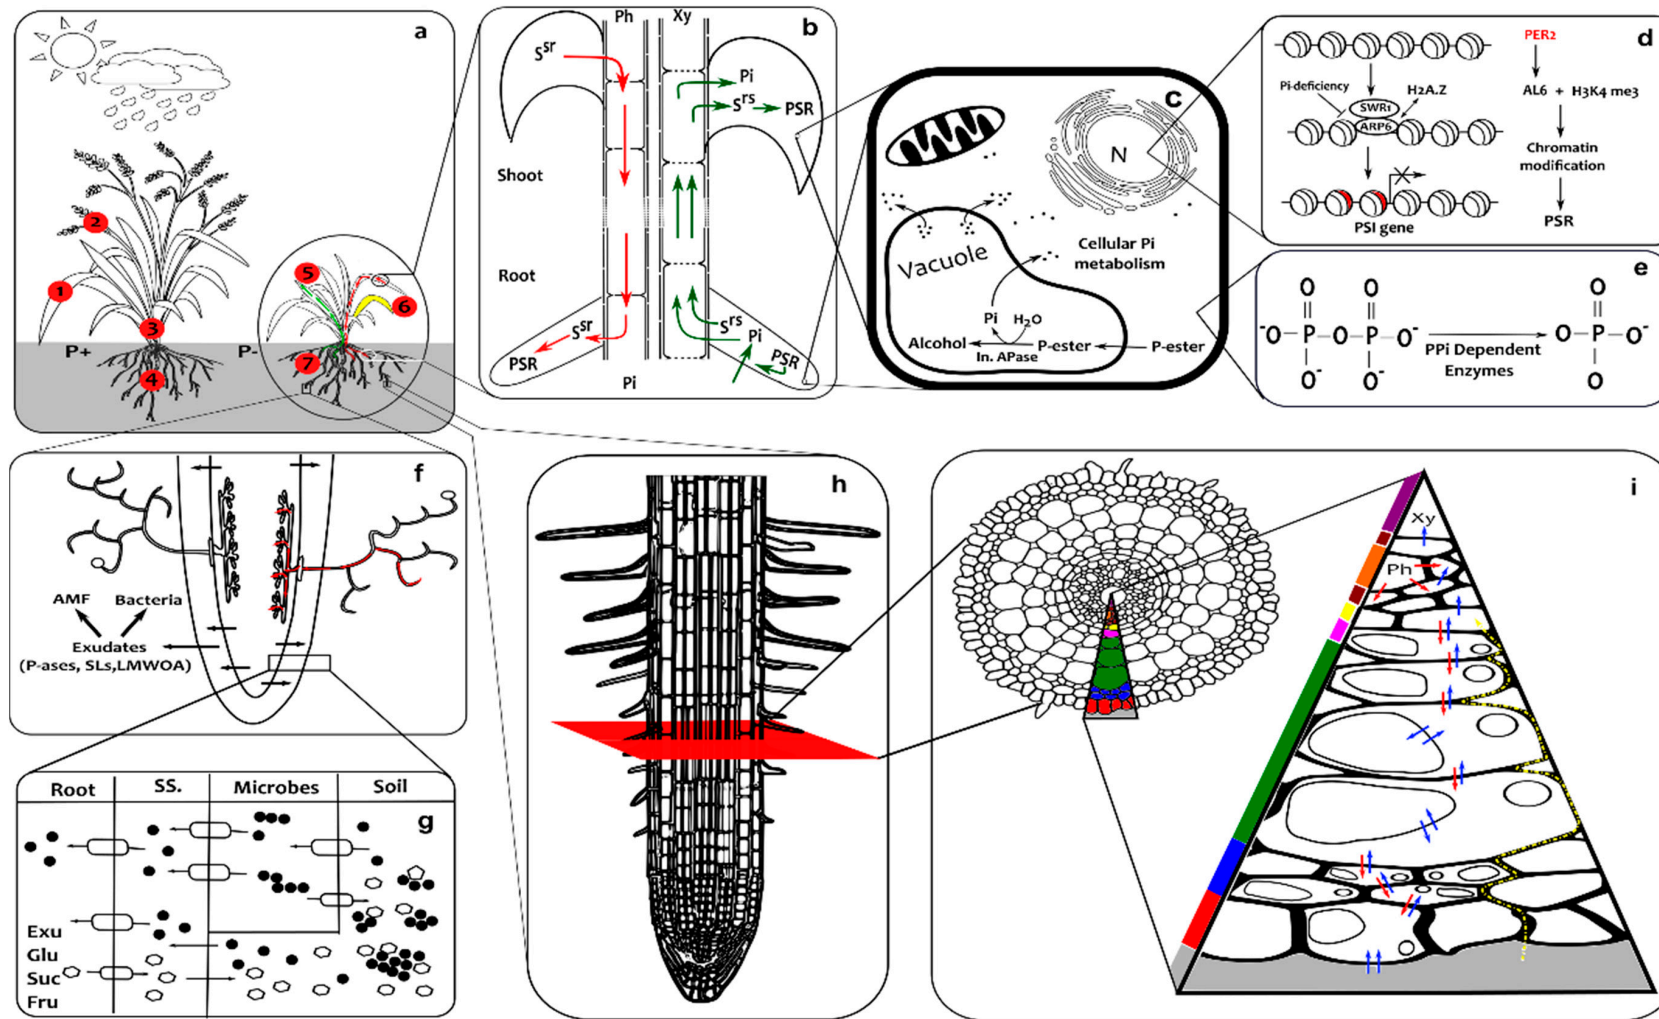 a
2
1
3
4
5
6
7
P+
P-
b
Ph
Xy
S^sr
Pi
S^rs
PSR
Shoot
Root
S^sr
PSR
S^rs
Pi
PSR
Pi
c
N
Vacuole
Cellular Pi
metabolism
Pi
H₂O
Alcohol
In. APase
P-ester
P-ester
d
PER2
Pi-deficiency
SWR1
H2A.Z
ARP6
AL6 + H3K4 me3
Chromatin
modification
PSR
PSI gene
e
O O O
⁻O P O P O⁻ O P O⁻
O⁻ O⁻ O
PPi Dependent
Enzymes
f
AMF Bacteria
Exudates
(P-ases, SLs,LMWOA)
g
Root SS. Microbes Soil
Exu
Glu
Suc
Fru
h
i
Xy
Ph